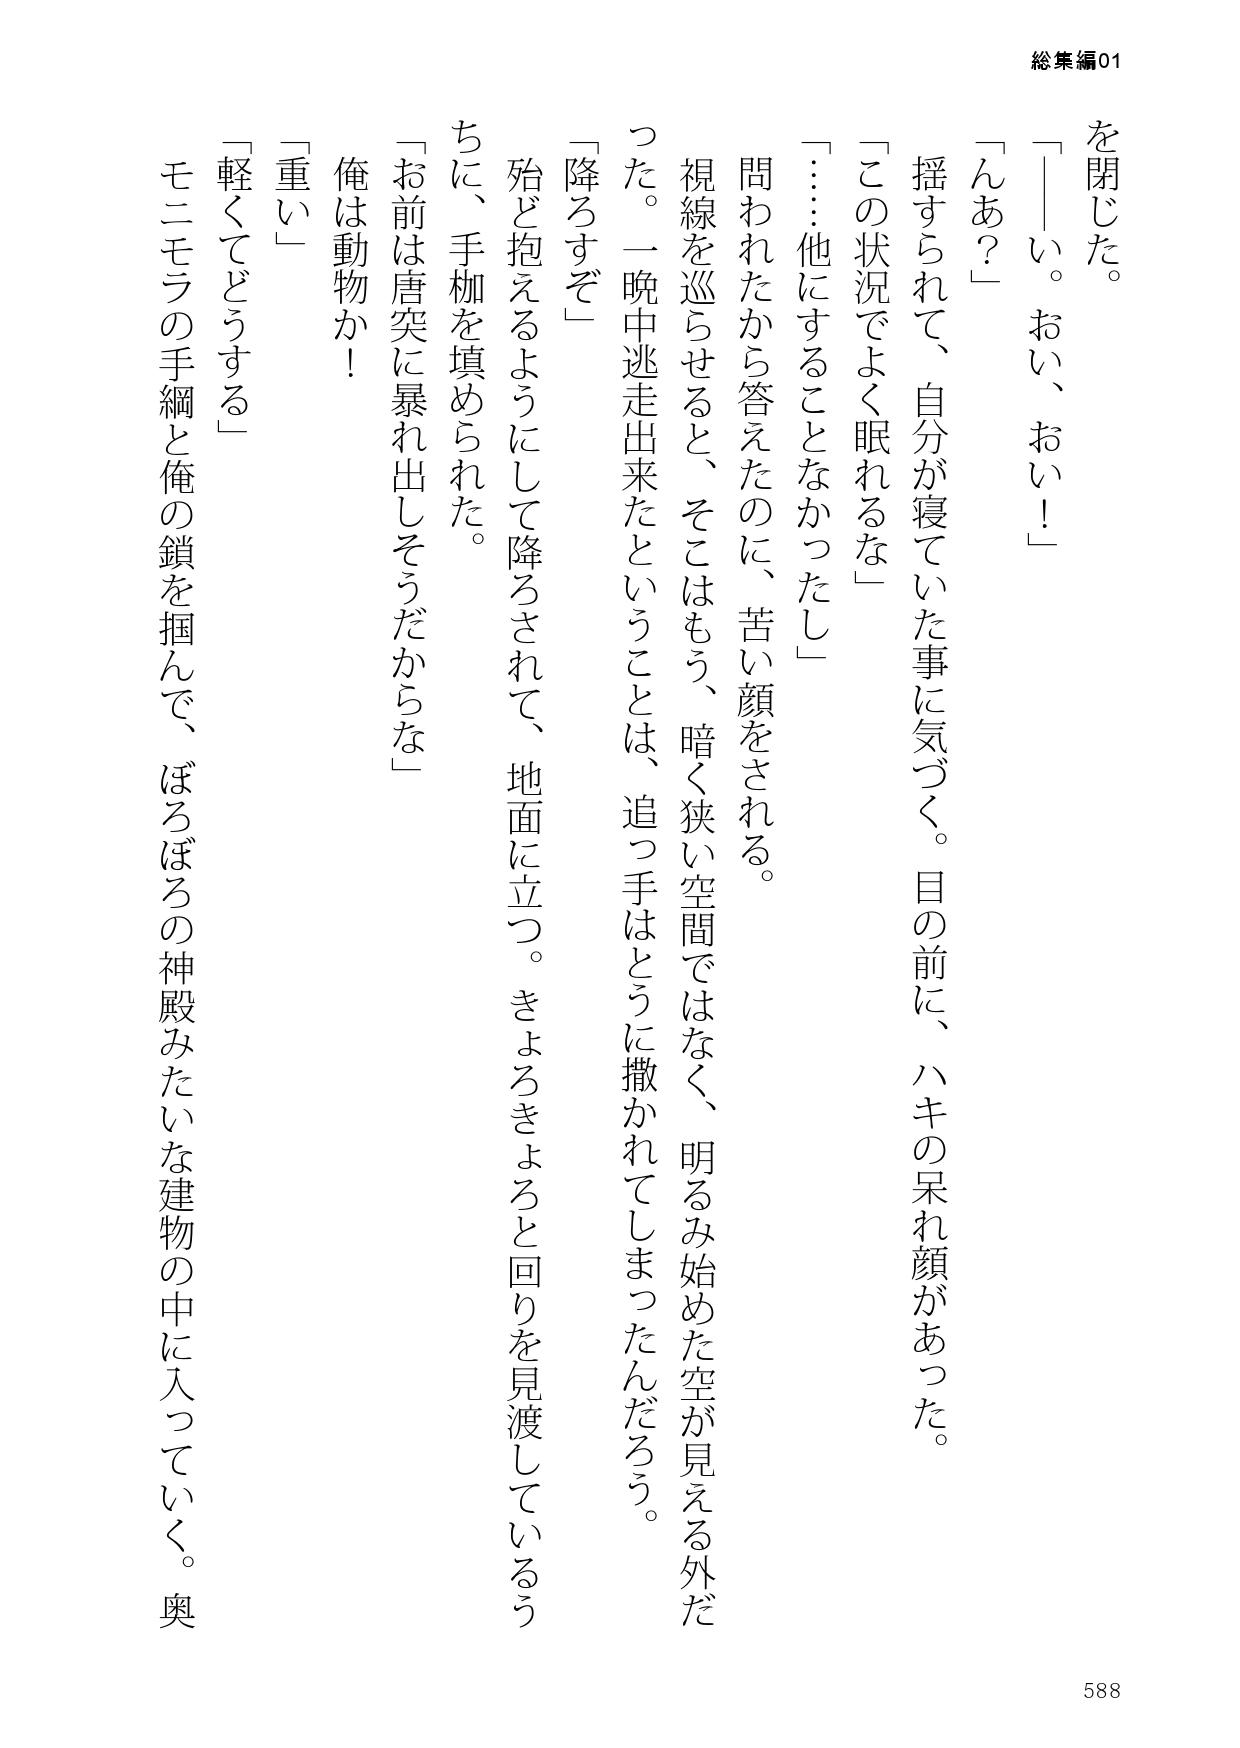 総集編01
を閉じた。
「――い。おい、おい！」
「んあ？」
揺すられて、自分が寝ていた事に気づく。目の前に、ハキの呆れ顔があった。
「この状況でよく眠れるな」
「……他にすることなかったし」
問われたから答えたのに、苦い顔をされる。
視線を巡らせると、そこはもう、暗く狭い空間ではなく、明るみ始めた空が見える外だ
った。一晩中逃走出来たということは、追っ手はとうに撒かれてしまったんだろう。
「降ろすぞ」
殆ど抱えるようにして降ろされて、地面に立つ。きょろきょろと回りを見渡しているう
ちに、手枷を填められた。
「お前は唐突に暴れ出しそうだからな」
俺は動物か！
「重い」
「軽くてどうする」
モニモラの手綱と俺の鎖を掴んで、ぼろぼろの神殿みたいな建物の中に入っていく。奥
588